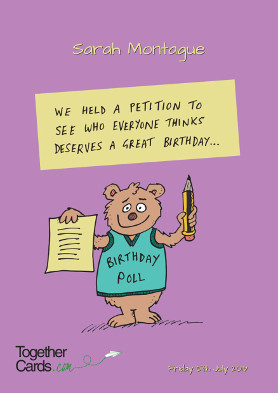 Sarah Montague
WE HELD A PETITION TO
SEE WHO EVERYONE THINKS
DESERVES A GREAT BIRTHDAY...
BIRTHDAY
POLL
Together
Cards.com
Friday 5th July 2019